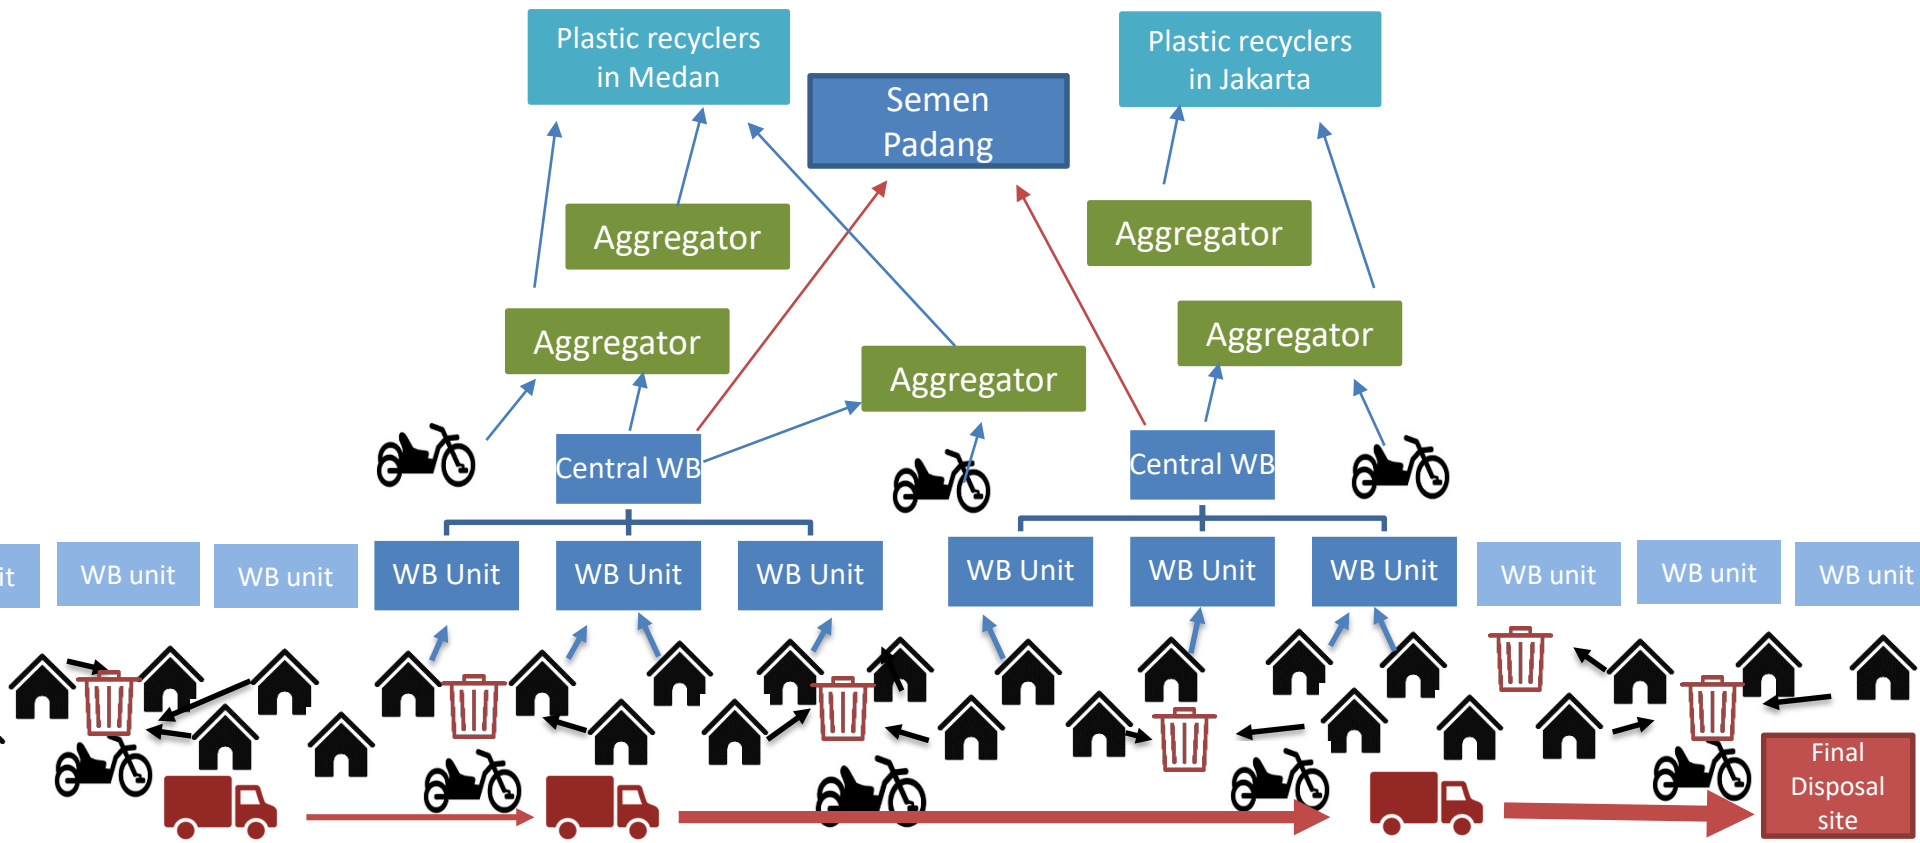 Plastic recyclers
in Medan
Semen
Padang
Plastic recyclers
in Jakarta
Aggregator
Aggregator
Aggregator
Aggregator
Aggregator
Central WB
Central WB
WB unit
WB unit
WB Unit
WB Unit
WB Unit
WB Unit
WB Unit
WB Unit
WB unit
WB unit
WB unit
Final
Disposal
site